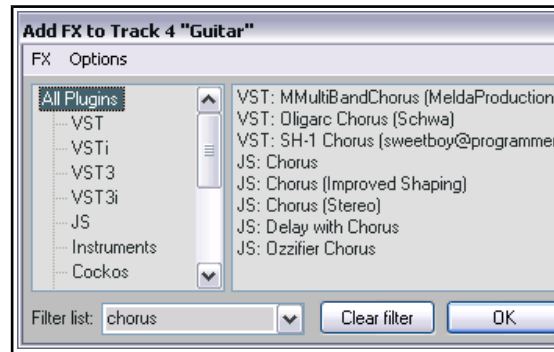 Add FX to Track 4 "Guitar"
FX Options
All Plugins
VST
VSTi
VST3
VST3i
JS
Instruments
Cockos
VST: MMultiBandChorus (MeldaProduction
VST: Oligarc Chorus (Schwa)
VST: SH-1 Chorus (sweetboy@programmer
JS: Chorus
JS: Chorus (Improved Shaping)
JS: Chorus (Stereo)
JS: Delay with Chorus
JS: Ozzifier Chorus
Filter list: chorus Clear filter OK